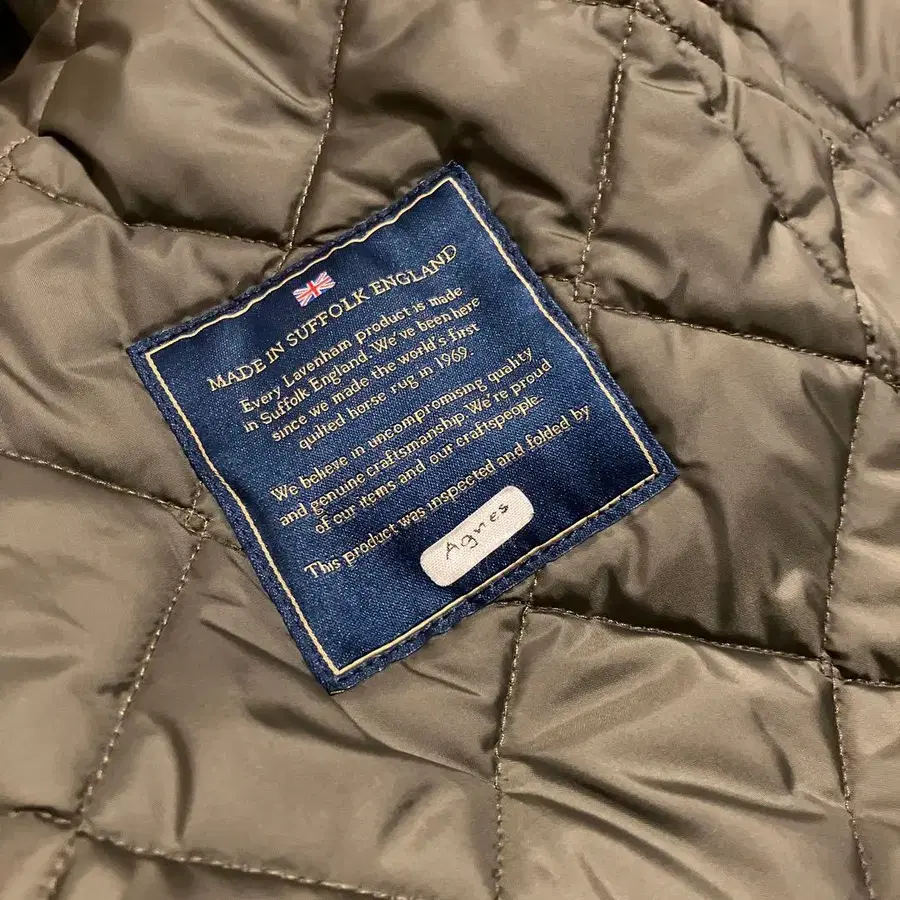 MADE IN SUFFOLK ENGLAND
Every Lavenham product is made
in Suffolk England. We've been here
since we made the world's first
quilted horse rug in 1969.
We believe in uncompromising quality
and genuine craftsmanship. We're proud
of our items and our craftspeople.
This product was inspected and folded by
Agnes